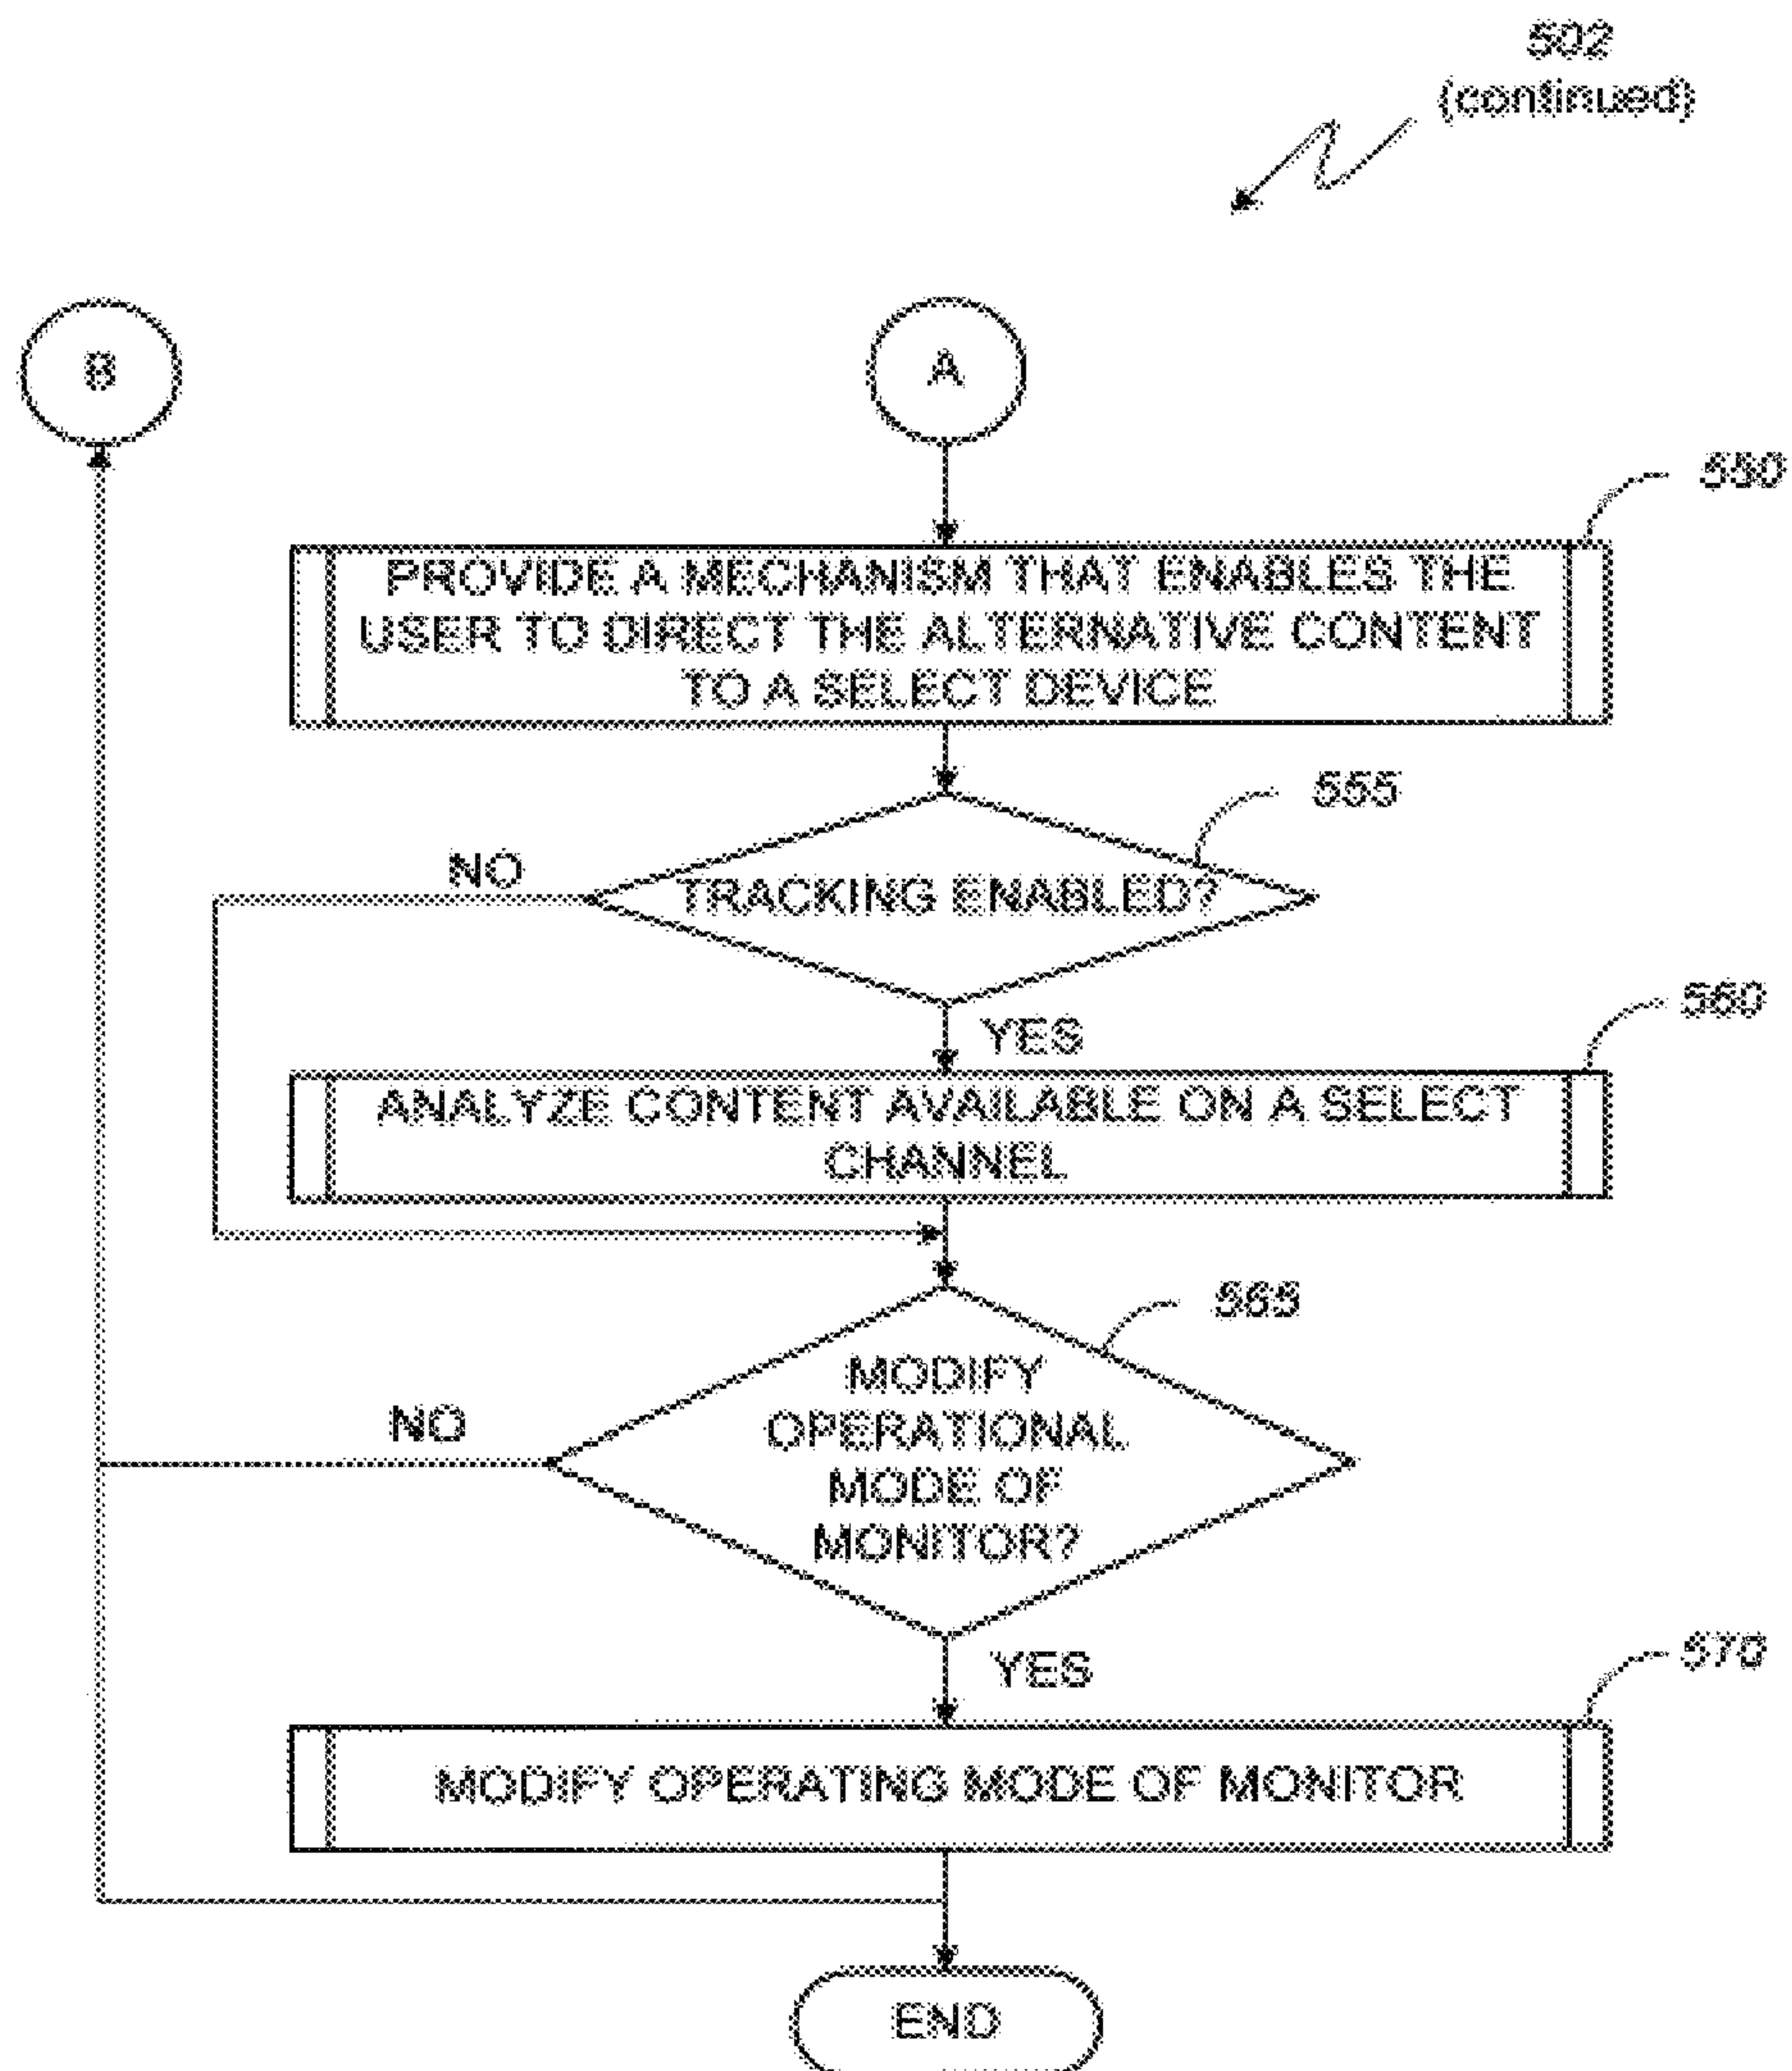 502
(continued)
B
A
550
PROVIDE A MECHANISM THAT ENABLES THE
USER TO DIRECT THE ALTERNATIVE CONTENT
TO A SELECT DEVICE
555
NO
TRACKING ENABLED?
560
YES
ANALYZE CONTENT AVAILABLE ON A SELECT
CHANNEL
565
MODIFY
OPERATIONAL
MODE OF
MONITOR?
NO
YES
570
MODIFY OPERATING MODE OF MONITOR
END